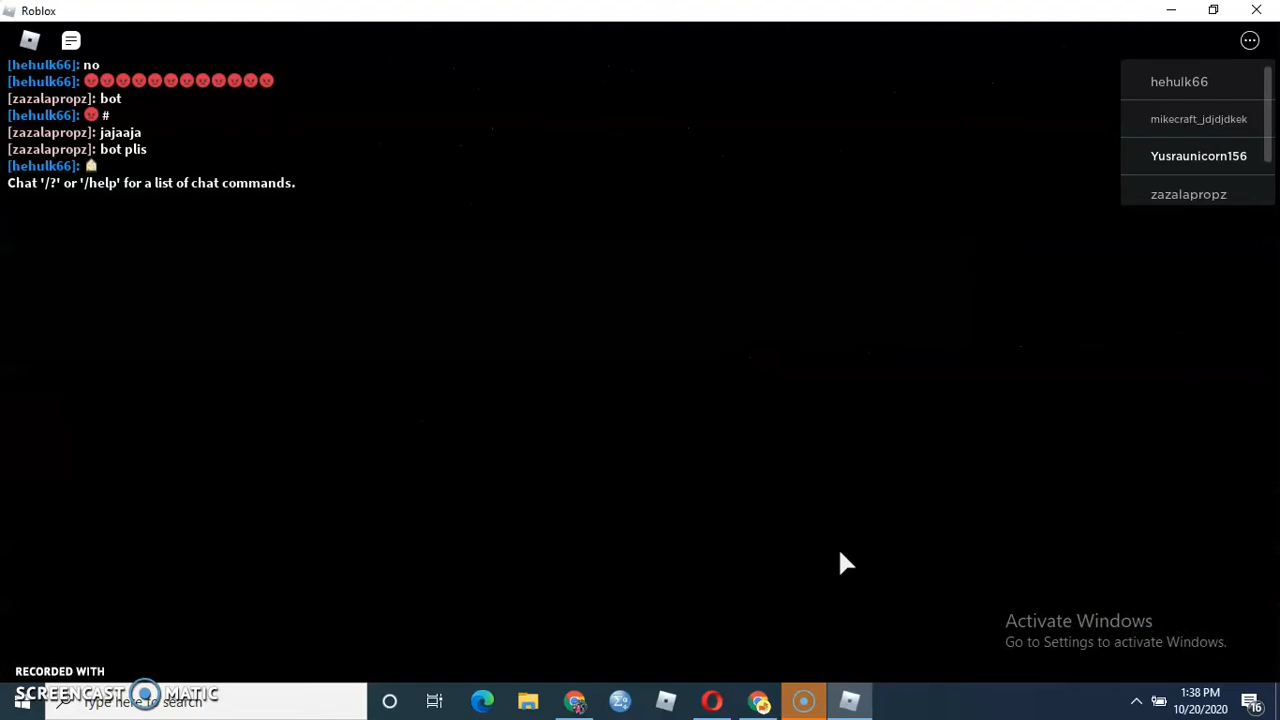 Roblox
[hehulk66]: no
[hehulk66]: 😡😡😡😡😡😡😡😡😡😡😡😡
[zazalapropz]: bot
[hehulk66]: 😡 #
[zazalapropz]: jajaaja
[zazalapropz]: bot plis
[hehulk66]:
Chat '/?' or '/help' for a list of chat commands.
hehulk66
mikecraft_jdjdjdkek
Yusraunicorn156
zazalapropz
Activate Windows
Go to Settings to activate Windows.
RECORDED WITH
SCREENCAST MATIC
Type here to search
1:38 PM
10/20/2020
16